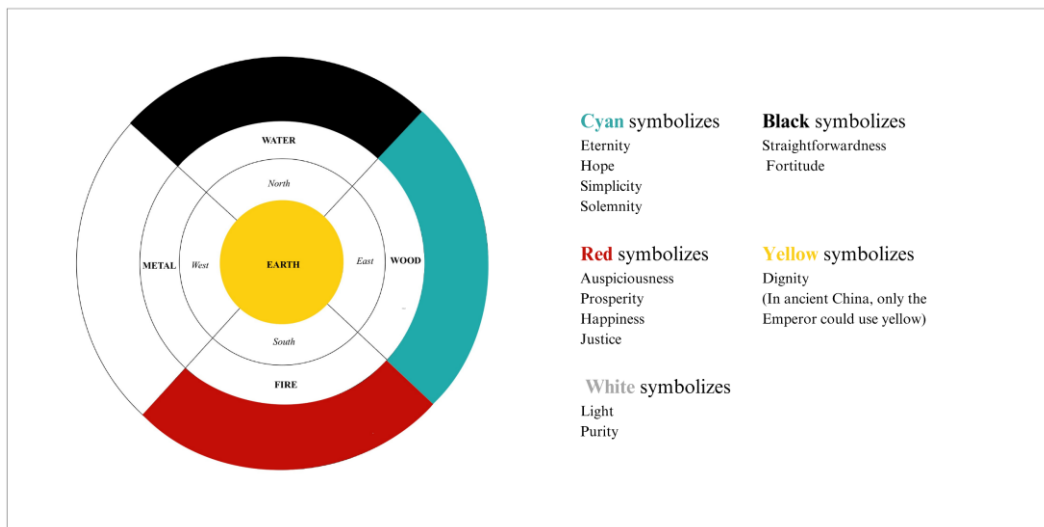 WATER
North
METAL
West
EARTH
East
WOOD
South
FIRE
Cyan symbolizes
Eternity
Hope
Simplicity
Solemnity
Black symbolizes
Straightforwardness
Fortitude
Red symbolizes
Auspiciousness
Prosperity
Happiness
Justice
Yellow symbolizes
Dignity
(In ancient China, only the
Emperor could use yellow)
White symbolizes
Light
Purity